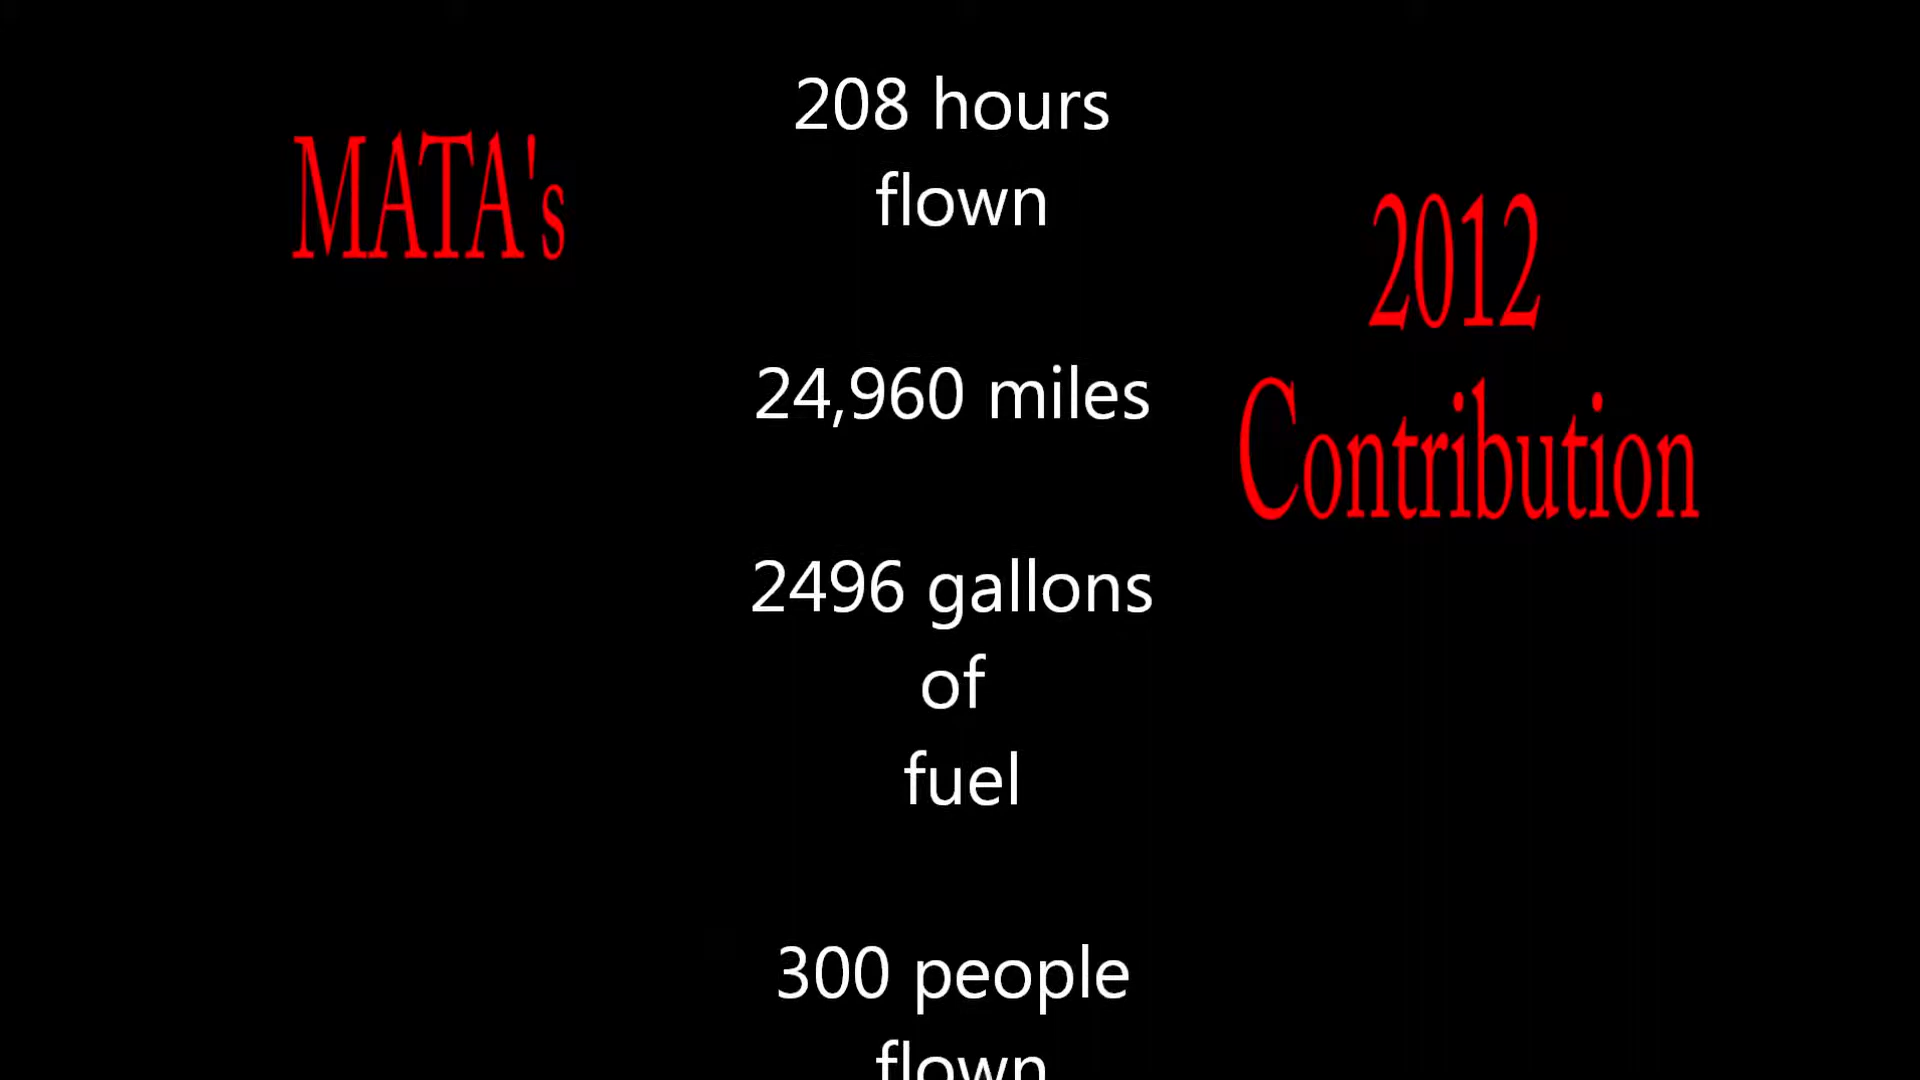 MATA's
208 hours
flown
24,960 miles
2496 gallons
of
fuel
300 people
flown
2012
Contribution